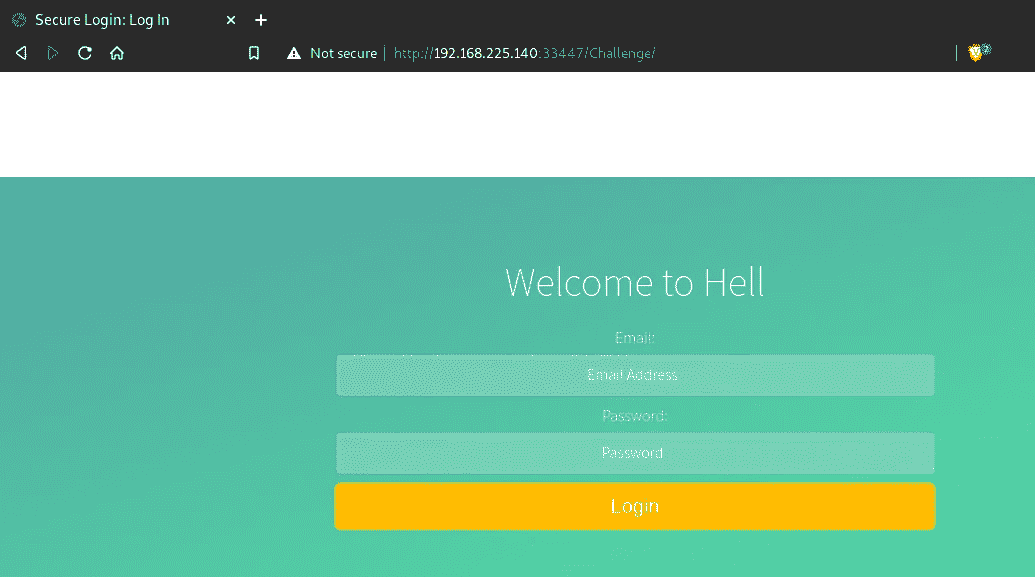 Secure Login: Log In
Not secure | http://192.168.225.140:33447/Challenge/
Welcome to Hell
Email:
Email Address
Password:
Password
Login